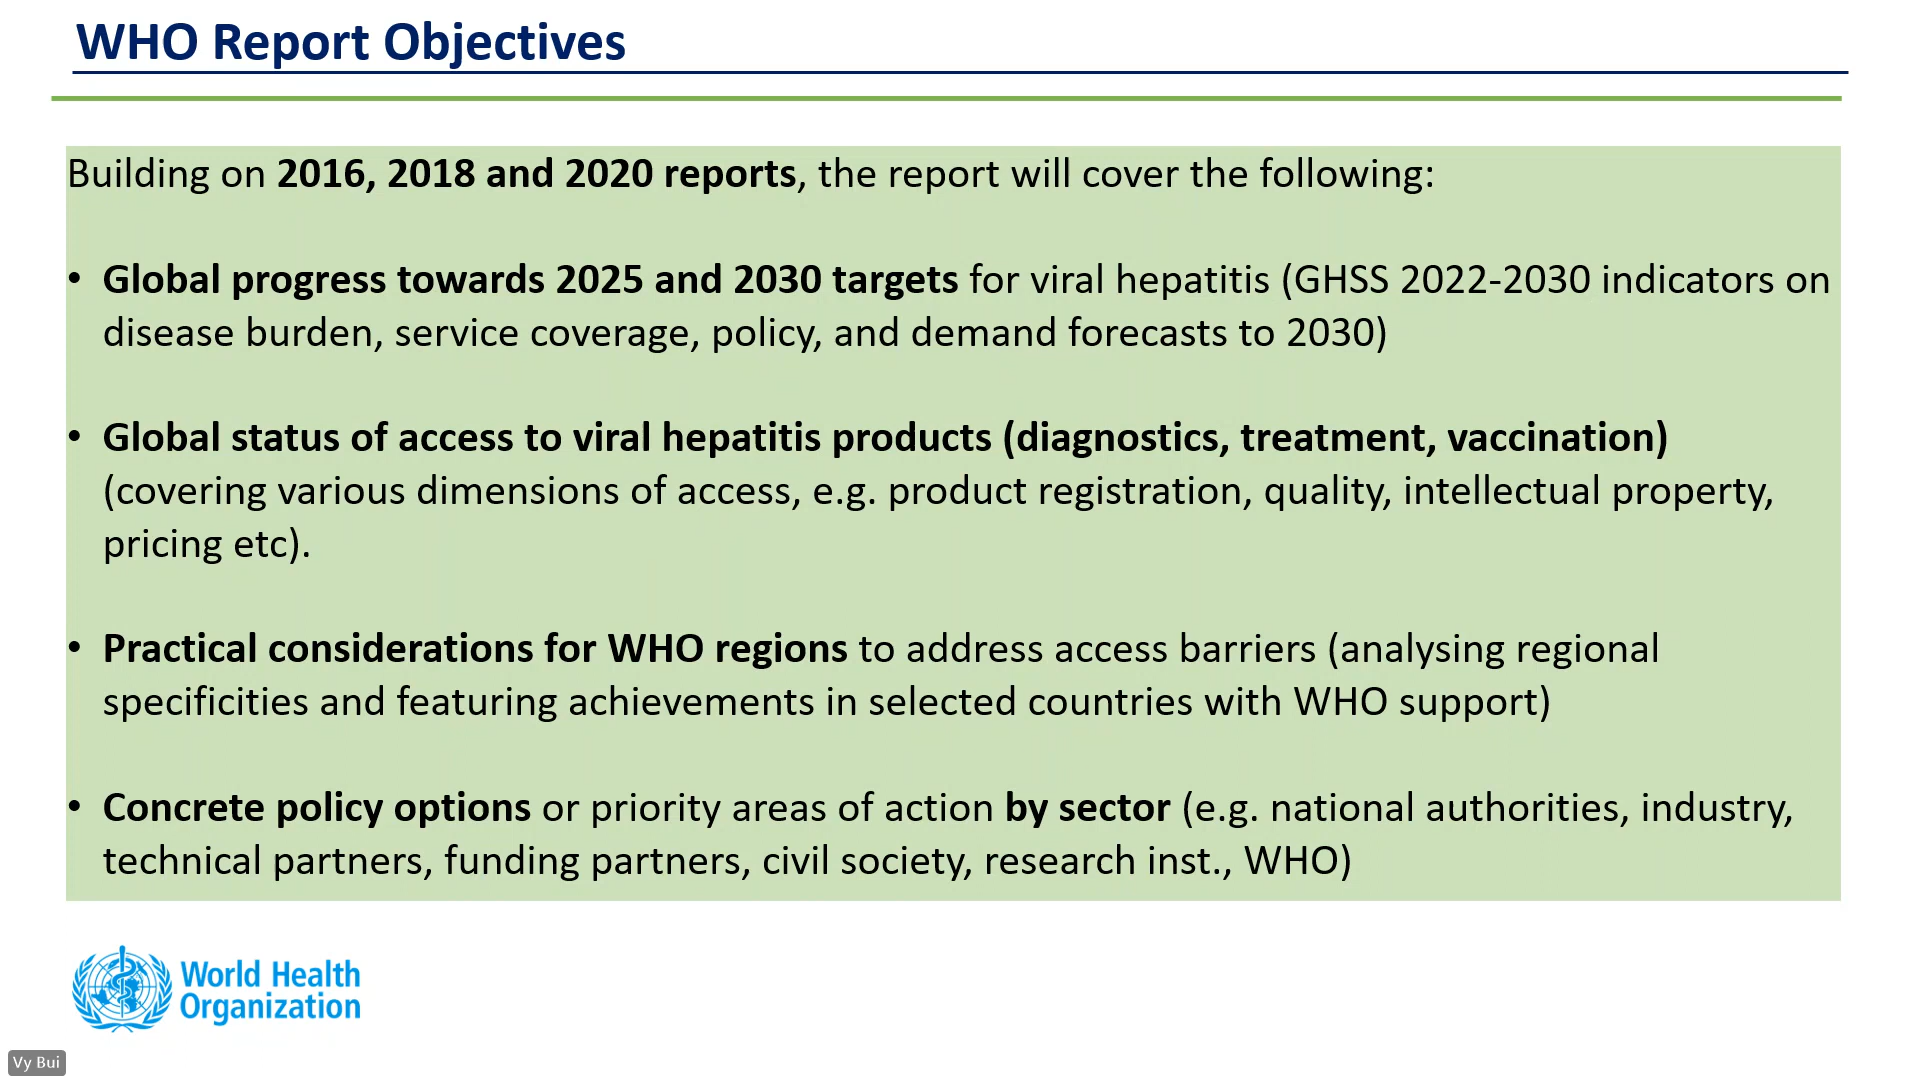 WHO Report Objectives
Building on 2016, 2018 and 2020 reports, the report will cover the following:
• Global progress towards 2025 and 2030 targets for viral hepatitis (GHSS 2022-2030 indicators on
disease burden, service coverage, policy, and demand forecasts to 2030)
• Global status of access to viral hepatitis products (diagnostics, treatment, vaccination)
(covering various dimensions of access, e.g. product registration, quality, intellectual property,
pricing etc).
• Practical considerations for WHO regions to address access barriers (analysing regional
specificities and featuring achievements in selected countries with WHO support)
• Concrete policy options or priority areas of action by sector (e.g. national authorities, industry,
technical partners, funding partners, civil society, research inst., WHO)
World Health
Organization
Vy Bui